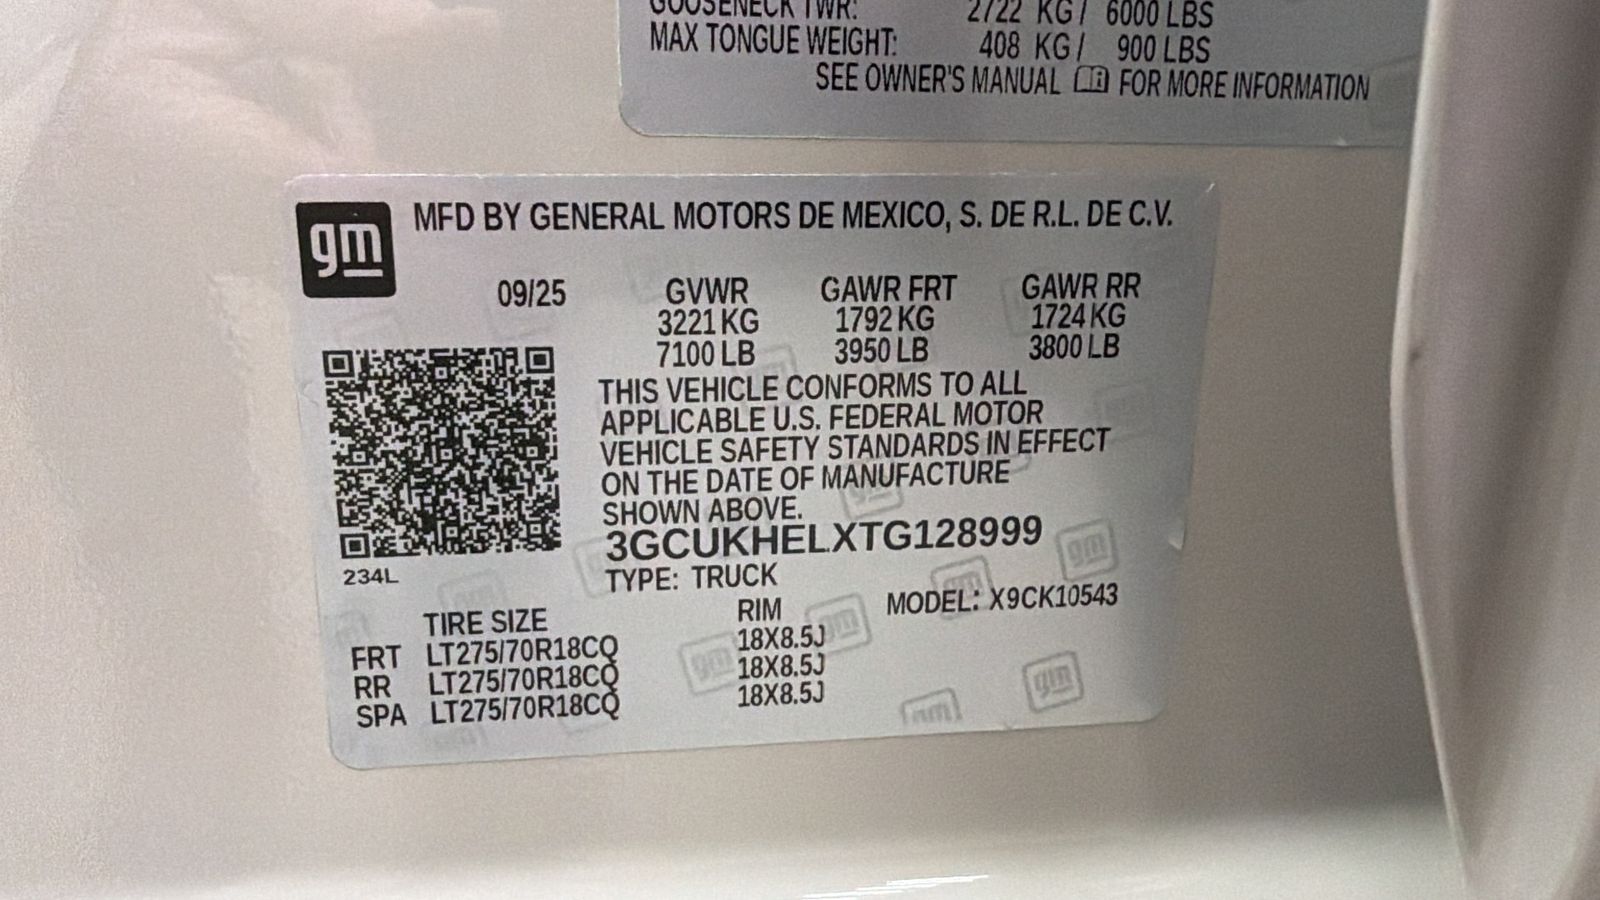 GOOSENECK TWR: 2722 KG/ 6000 LBS
MAX TONGUE WEIGHT: 408 KG/ 900 LBS
SEE OWNER'S MANUAL FOR MORE INFORMATION
gm MFD BY GENERAL MOTORS DE MEXICO, S. DE R.L. DE C.V.
09/25 GVWR GAWR FRT GAWR RR
3221 KG 1792 KG 1724 KG
7100 LB 3950 LB 3800 LB
THIS VEHICLE CONFORMS TO ALL
APPLICABLE U.S. FEDERAL MOTOR
VEHICLE SAFETY STANDARDS IN EFFECT
ON THE DATE OF MANUFACTURE
SHOWN ABOVE.
3GCUKHELXTG128999
234L
TYPE: TRUCK
MODEL: X9CK10543
TIRE SIZE RIM
FRT LT275/70R18CQ 18X8.5J
RR LT275/70R18CQ 18X8.5J
SPA LT275/70R18CQ 18X8.5J